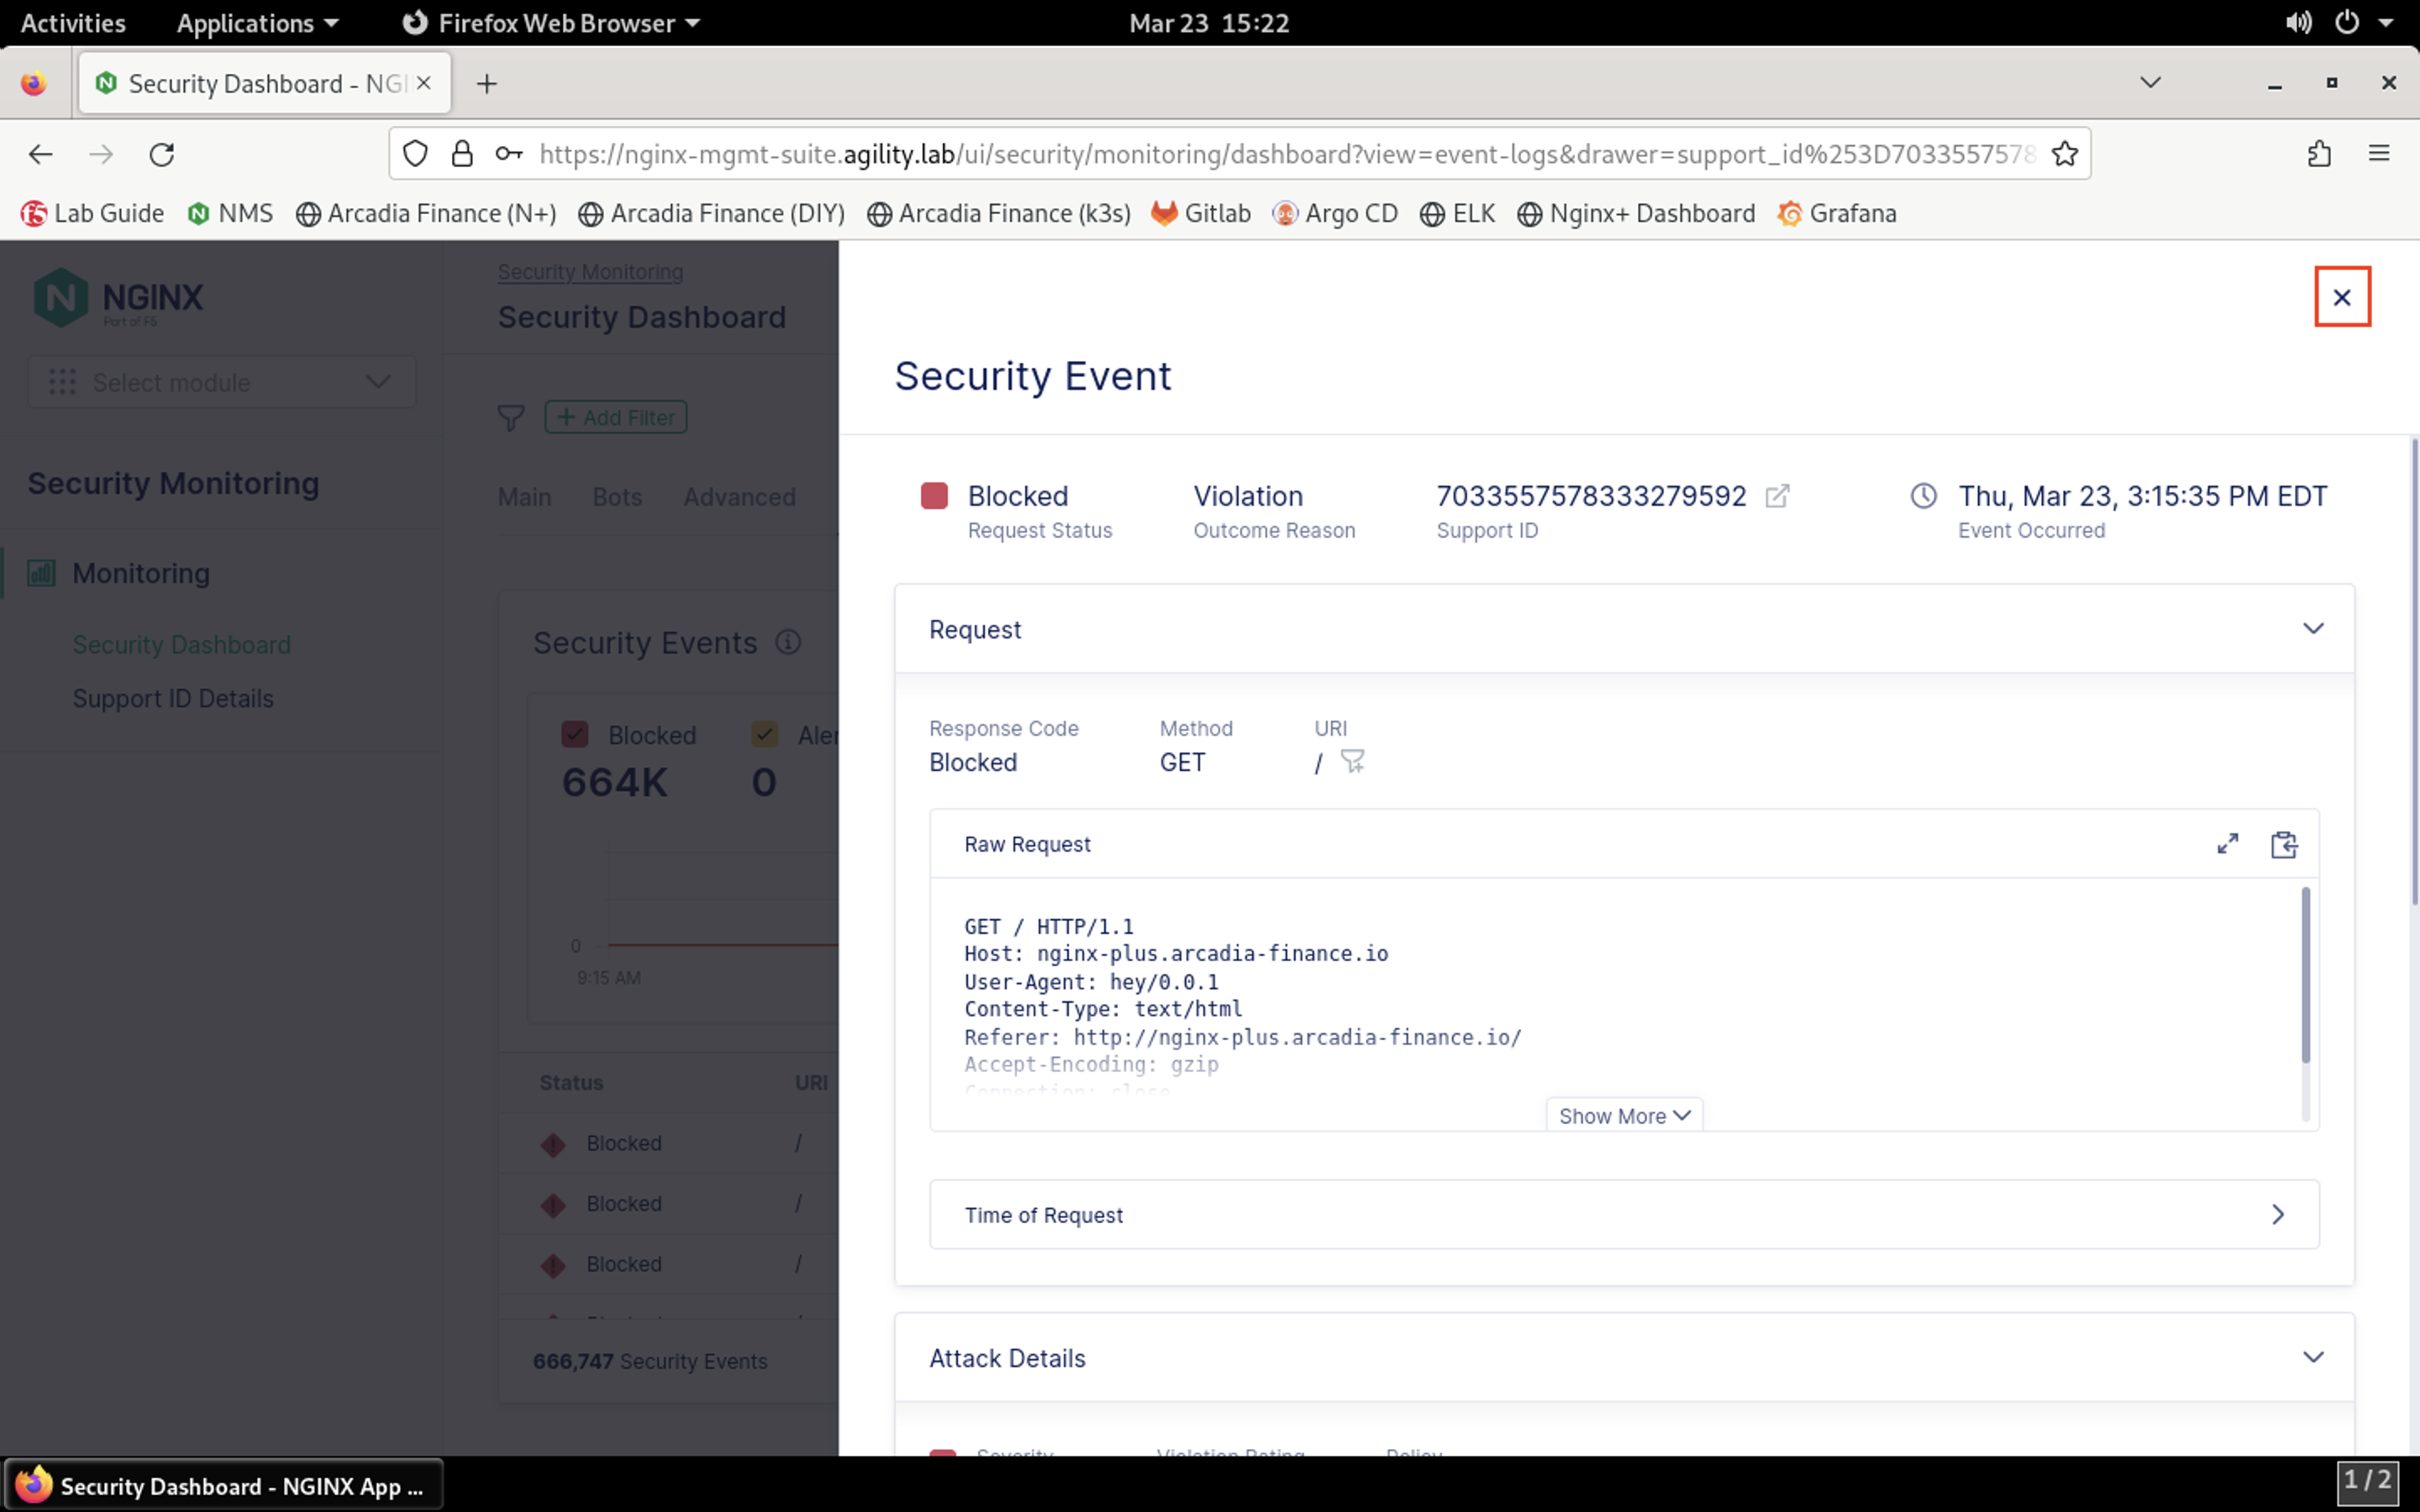 Activities Applications Firefox Web Browser Mar 23 15:22
Security Dashboard - NGI
https://nginx-mgmt-suite.agility.lab/ui/security/monitoring/dashboard?view=event-logs&drawer=support_id%253D7033557578
Lab Guide NMS Arcadia Finance (N+) Arcadia Finance (DIY) Arcadia Finance (k3s) Gitlab Argo CD ELK Nginx+ Dashboard Grafana
NGINX
Part of F5
Select module
Security Monitoring
Monitoring
Security Dashboard
Support ID Details
Security Monitoring
Security Dashboard
+ Add Filter
Main Bots Advanced
Security Events
Blocked Aler
664K 0
0
9:15 AM
Status URI
Blocked /
Blocked /
Blocked /
666,747 Security Events
Security Event
Blocked Violation 7033557578333279592 Thu, Mar 23, 3:15:35 PM EDT
Request Status Outcome Reason Support ID Event Occurred
Request
Response Code Method URI
Blocked GET /
Raw Request
GET / HTTP/1.1
Host: nginx-plus.arcadia-finance.io
User-Agent: hey/0.0.1
Content-Type: text/html
Referer: http://nginx-plus.arcadia-finance.io/
Accept-Encoding: gzip
Connection: close
Show More
Time of Request
Attack Details
Severity Violation Rating Policy
Security Dashboard - NGINX App ...
1 / 2